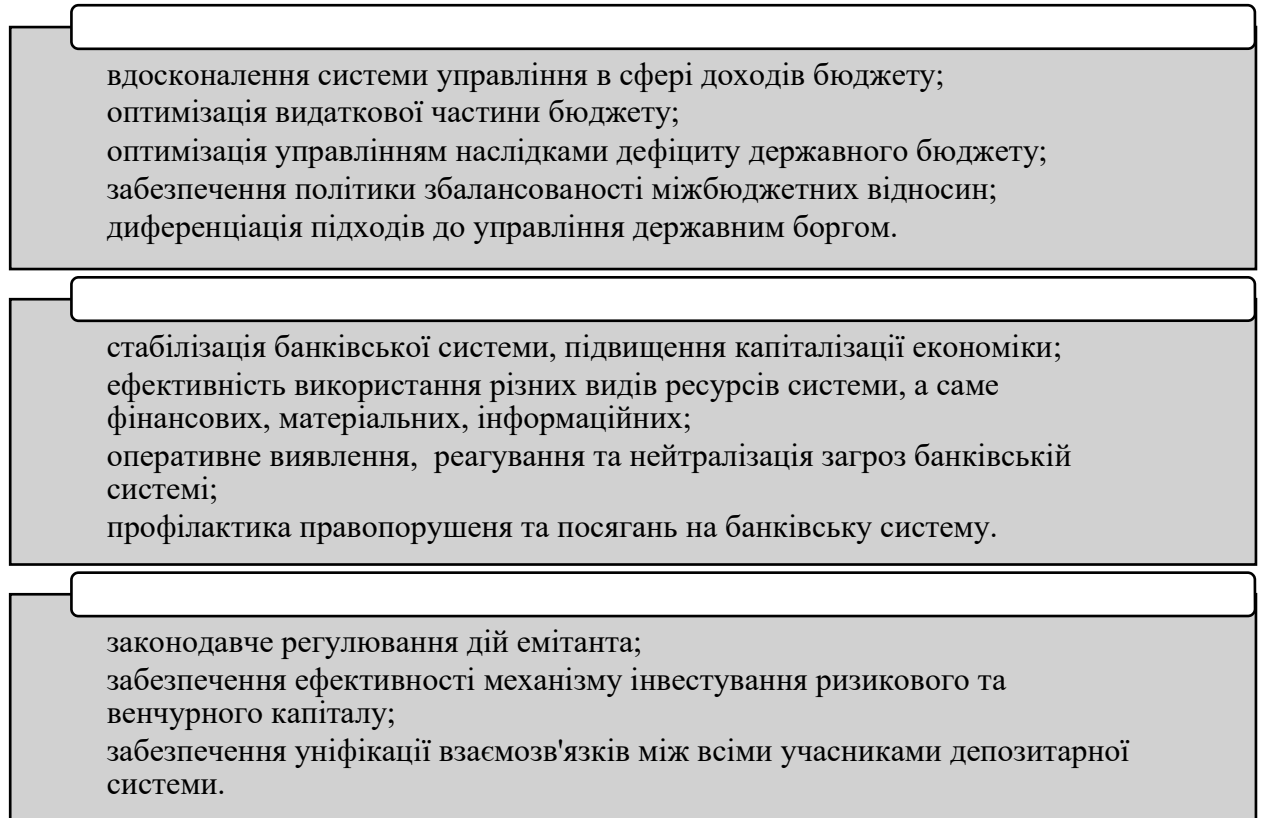 вдосконалення системи управління в сфері доходів бюджету;
оптимізація видаткової частини бюджету;
оптимізація управлінням наслідками дефіциту державного бюджету;
забезпечення політики збалансованості міжбюджетних відносин;
диференціація підходів до управління державним боргом.
стабілізація банківської системи, підвищення капіталізації економіки;
ефективність використання різних видів ресурсів системи, а саме
фінансових, матеріальних, інформаційних;
оперативне виявлення,  реагування та нейтралізація загроз банківській
системі;
профілактика правопорушеня та посягань на банківську систему.
законодавче регулювання дій емітанта;
забезпечення ефективності механізму інвестування ризикового та
венчурного капіталу;
забезпечення уніфікації взаємозв'язків між всіми учасниками депозитарної
системи.